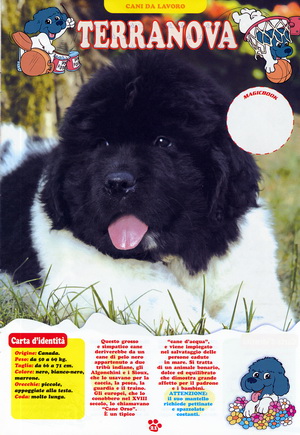 CANI DA LAVORO
TERRANOVA
MAGICBOOK
Carta d'identità
Origine: Canada.
Peso: da 50 a 69 kg.
Taglia: da 66 a 71 cm.
Colore: nero, bianco-nero,
marrone.
Orecchie: piccole,
appoggiate alla testa.
Coda: molto lunga.
Questo grosso
e simpatico cane
deriverebbe da un
cane di pelo nero
appartenente a due
tribù indiane, gli
Algonchini e i Sioux,
che lo usavano per la
caccia, la pesca, la
guardia e il traino.
Gli europei, che lo
conobbero nel XVIII
secolo, lo chiamavano
"Cane Orso".
È un tipico
"cane d'acqua",
e viene impiegato
nel salvataggio delle
persone cadute
in mare. Si tratta
di un animale bonario,
dolce ed equilibrato
che dimostra grande
affetto per il padrone
e i bambini.
ATTENZIONE:
il suo mantello
richiede pettinate
e spazzolate
costanti.